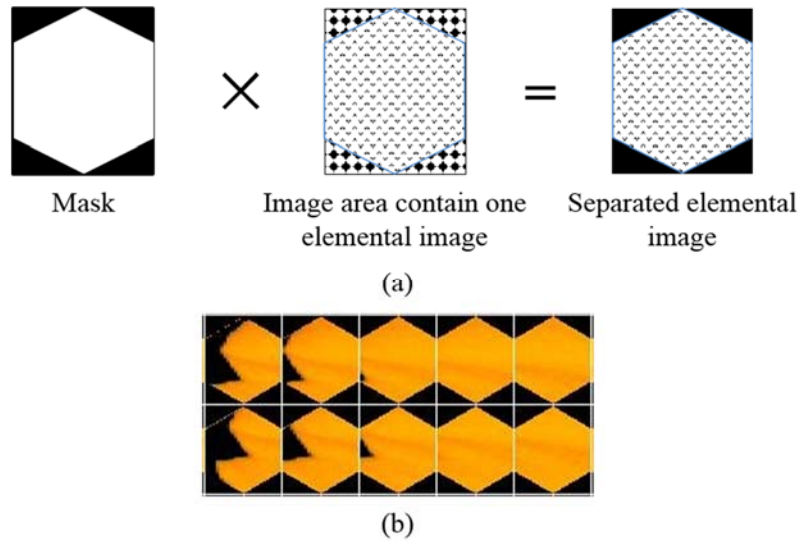 ×
=
Mask
Image area contain one
elemental image
Separated elemental
image
(a)
(b)